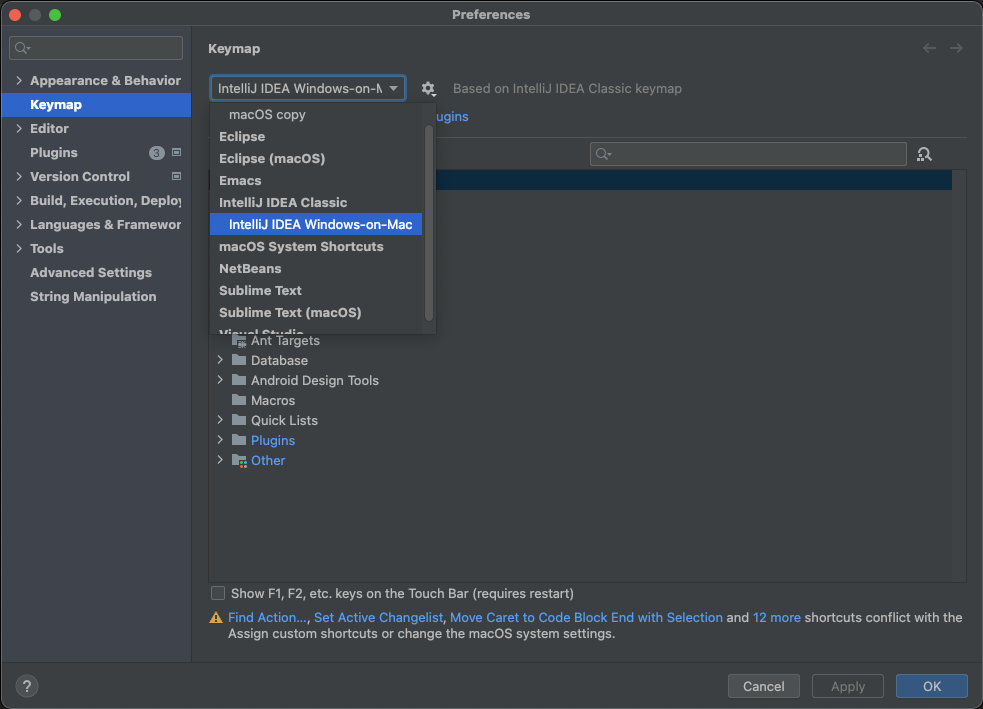 Preferences
Keymap
IntelliJ IDEA Windows-on-M
Based on IntelliJ IDEA Classic keymap
Appearance & Behavior
Keymap
Editor
Plugins 3
Version Control
Build, Execution, Deploy
Languages & Framewor
Tools
Advanced Settings
String Manipulation
macOS copy
Eclipse
Eclipse (macOS)
Emacs
IntelliJ IDEA Classic
IntelliJ IDEA Windows-on-Mac
macOS System Shortcuts
NetBeans
Sublime Text
Sublime Text (macOS)
Visual Studio
ugins
Ant Targets
Database
Android Design Tools
Macros
Quick Lists
Plugins
Other
Show F1, F2, etc. keys on the Touch Bar (requires restart)
Find Action..., Set Active Changelist, Move Caret to Code Block End with Selection and 12 more shortcuts conflict with the
Assign custom shortcuts or change the macOS system settings.
?
Cancel
Apply
OK